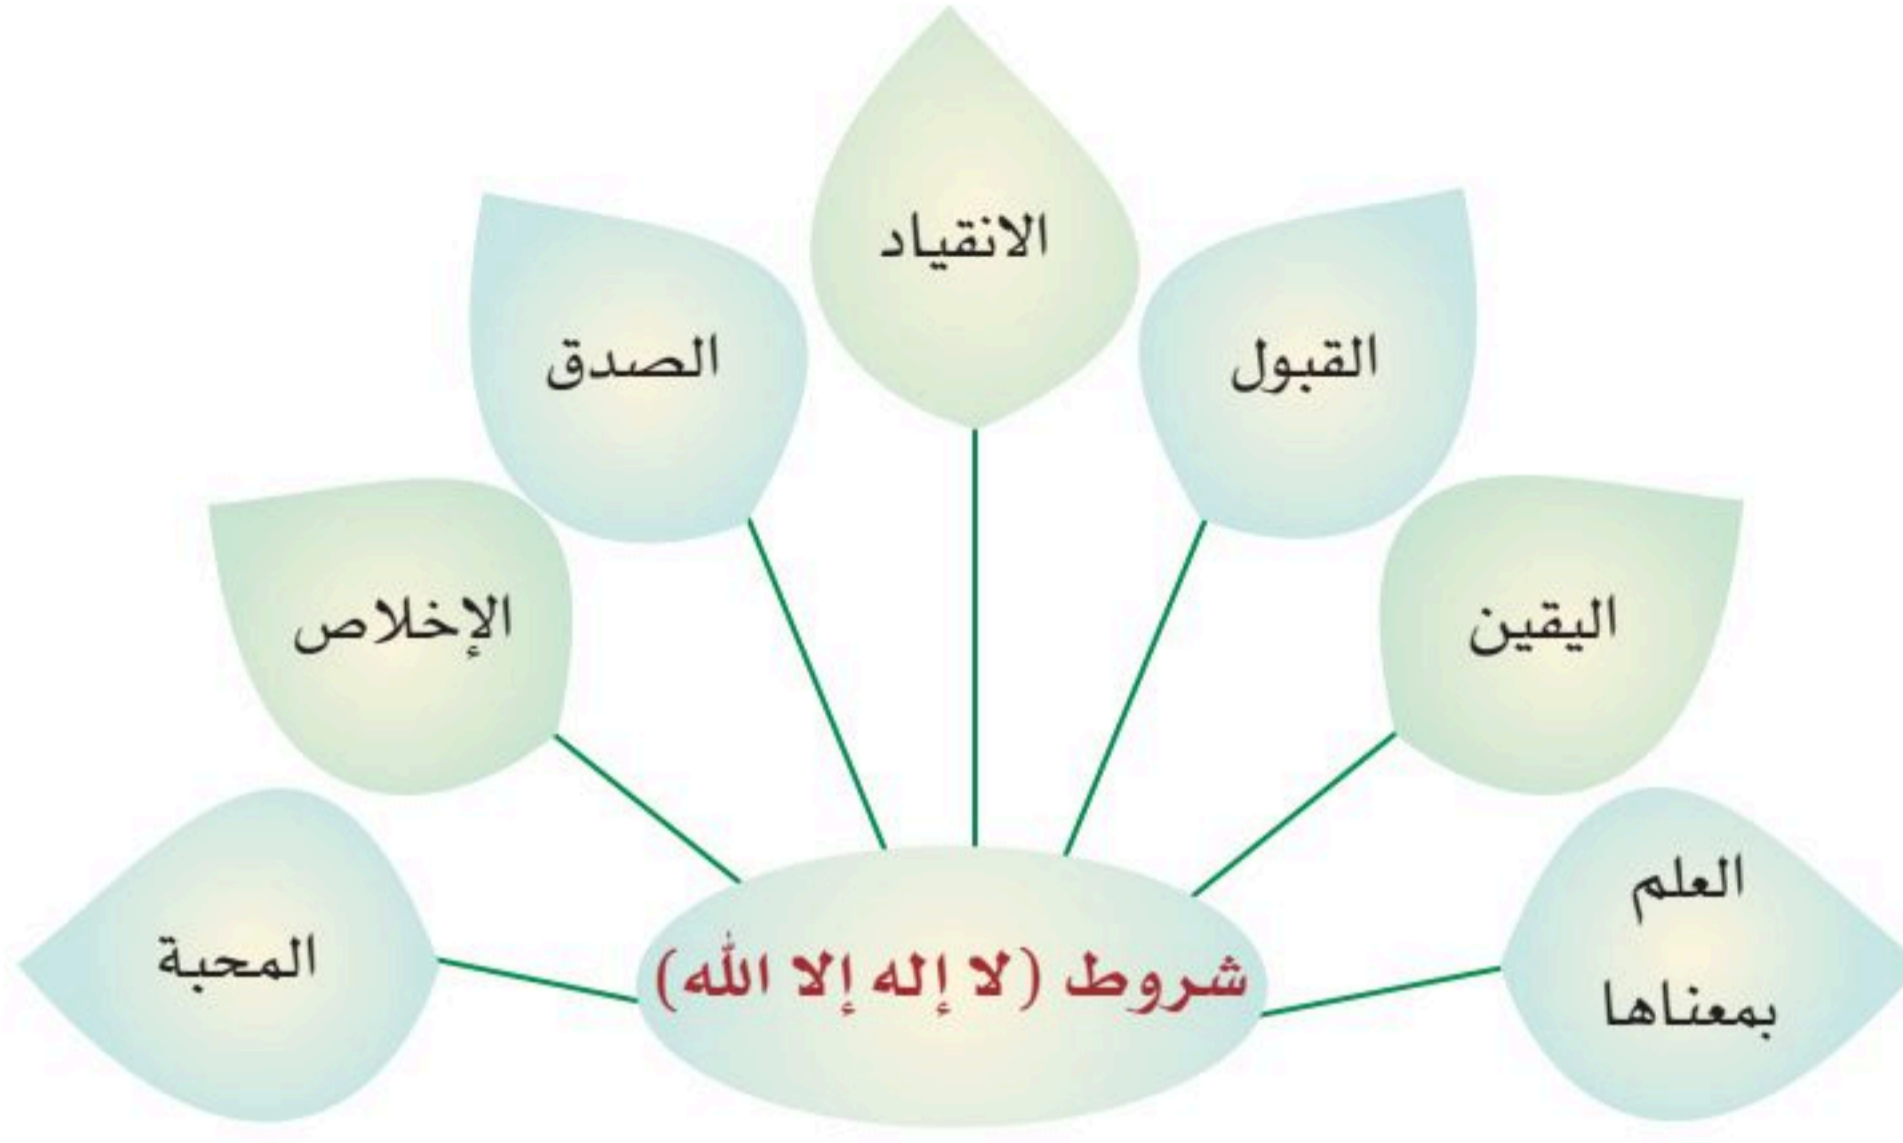 شروط (لا إله إلا الله)
العلم
بمعناها
اليقين
القبول
الانقياد
الصدق
الإخلاص
المحبة